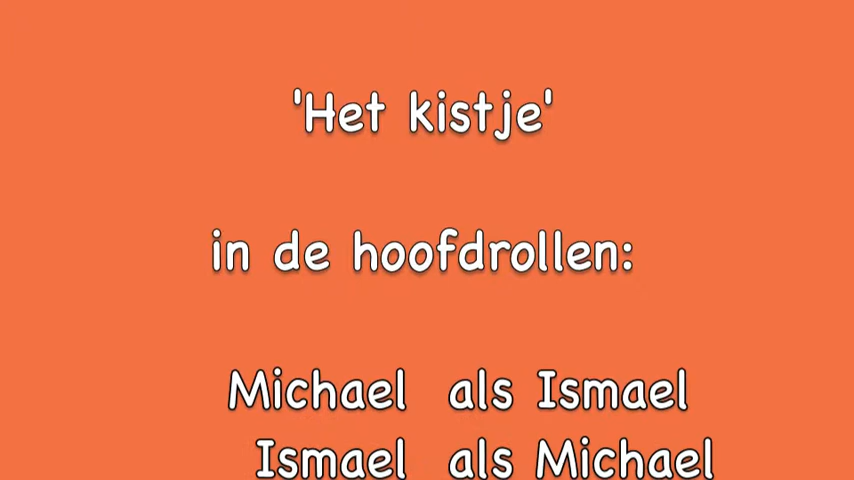 'Het kistje'
in de hoofdrollen:
Michael als Ismael
Ismael als Michael